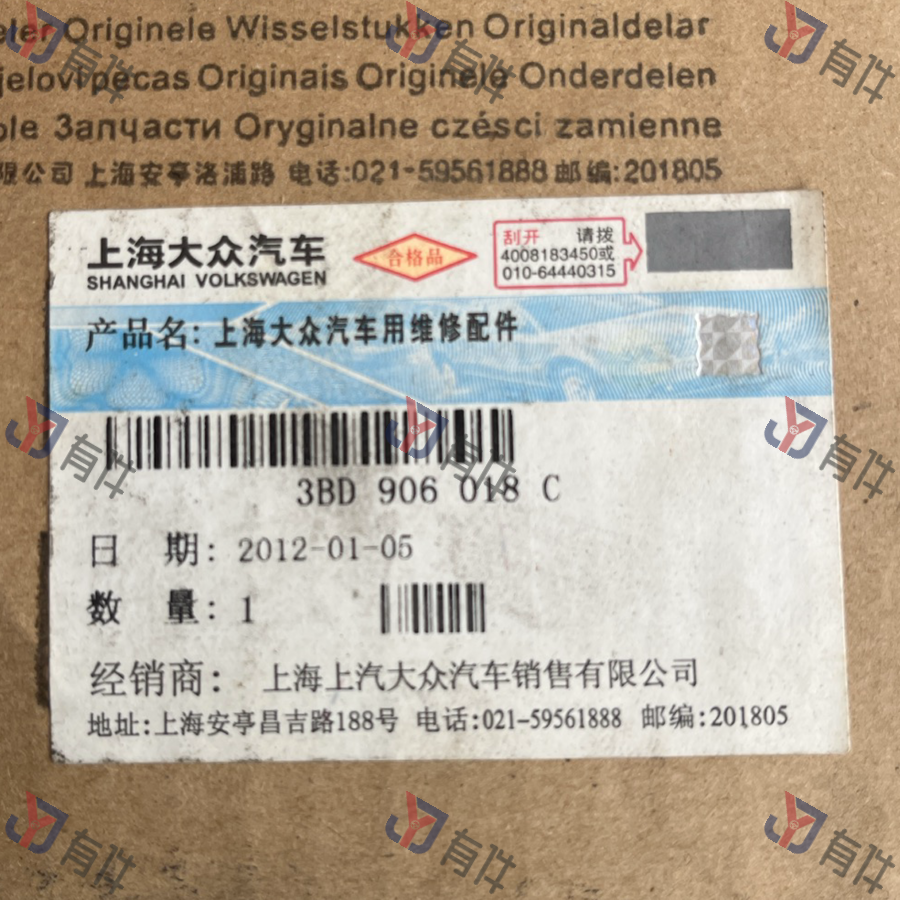 Originele Wisselstukken Originaldelar
pecas Originais Originele Onderdelen
Запчасти Oryginalne części zamienne
限公司 上海安亭洛浦路 电话:021-59561888 邮编:201805
上海大众汽车
SHANGHAI VOLKSWAGEN
合格品
刮开 请拨
4008183450或
010-64440315
产品名: 上海大众汽车用维修配件
3BD 906 018 C
日 期: 2012-01-05
数 量: 1
经销商: 上海上汽大众汽车销售有限公司
地址:上海安亭昌吉路188号 电话:021-59561888 邮编:201805
有件